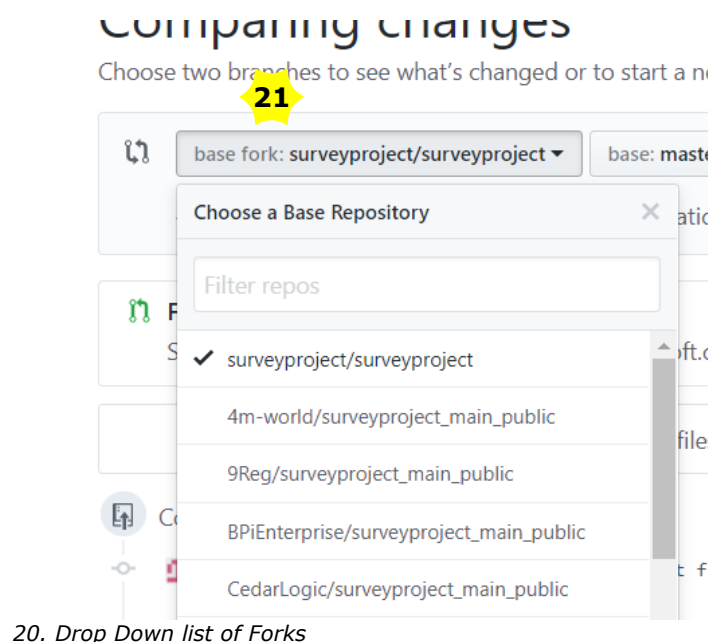 Comparing changes
Choose two branches to see what's changed or to start a
21
base fork: surveyproject/surveyproject
base:
Choose a Base Repository
Filter repos
surveyproject/surveyproject
4m-world/surveyproject_main_public
9Reg/surveyproject_main_public
BPiEnterprise/surveyproject_main_public
CedarLogic/surveyproject_main_public
20. Drop Down list of Forks